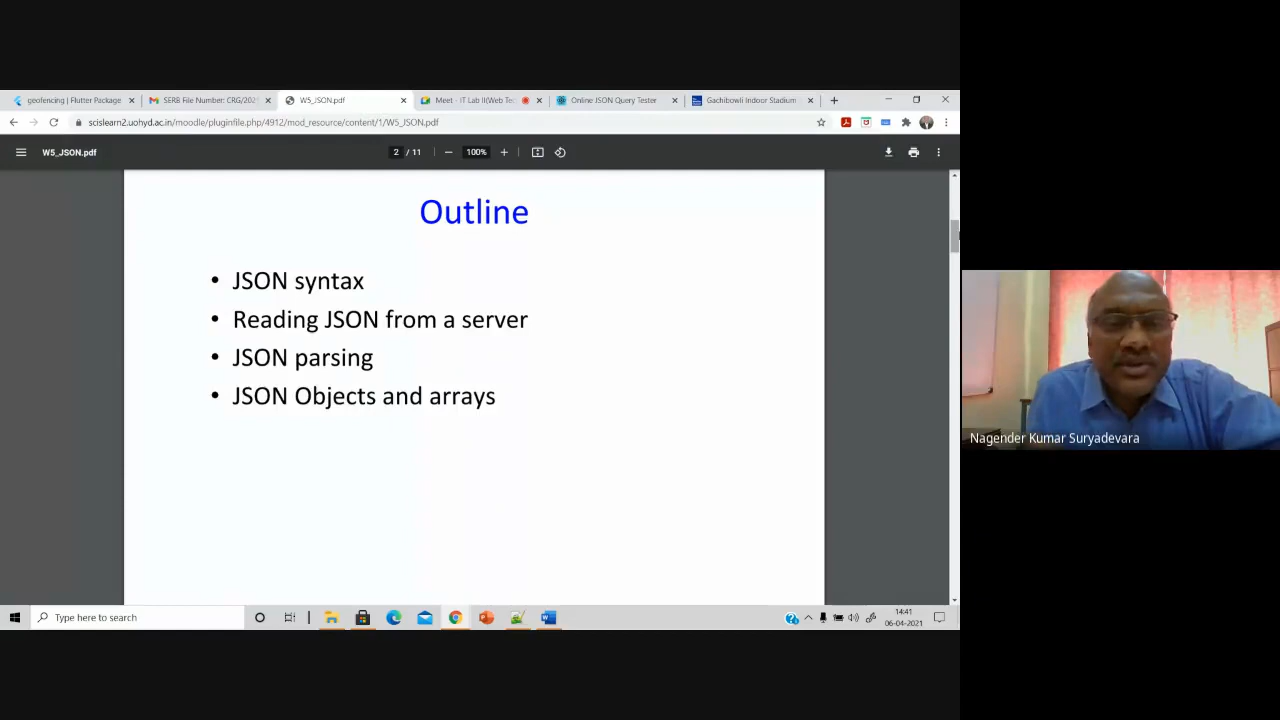 geofencing | Flutter Package
SERB File Number: CRG/202
W5_JSON.pdf
Meet - IT Lab II(Web Te
Online JSON Query Tester
Gachibowli Indoor Stadium
scislearn2.uohyd.ac.in/moodle/pluginfile.php/4912/mod_resource/content/1/W5_JSON.pdf
W5_JSON.pdf
2 / 11
100%
Outline
• JSON syntax
• Reading JSON from a server
• JSON parsing
• JSON Objects and arrays
Nagender Kumar Suryadevara
Type here to search
14:41
06-04-2021